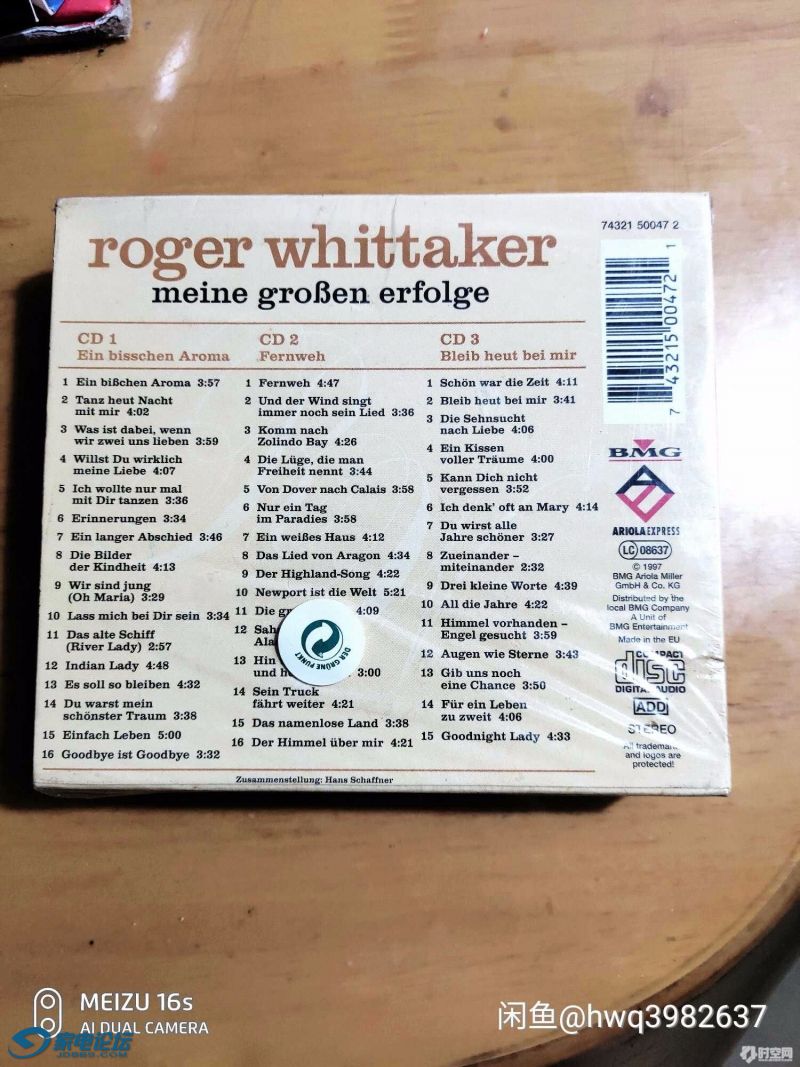 roger whittaker
meine großen erfolge
74321 50047 2
7 43215 00472 1
CD 1
Ein bisschen Aroma
1 Ein bißchen Aroma 3:57
2 Tanz heut Nacht
mit mir 4:02
3 Was ist dabei, wenn
wir zwei uns lieben 3:59
4 Willst Du wirklich
meine Liebe 4:07
5 Ich wollte nur mal
mit Dir tanzen 3:36
6 Erinnerungen 3:34
7 Ein langer Abschied 3:46
8 Die Bilder
der Kindheit 4:13
9 Wir sind jung
(Oh Maria) 3:29
10 Lass mich bei Dir sein 3:34
11 Das alte Schiff
(River Lady) 2:57
12 Indian Lady 4:48
13 Es soll so bleiben 4:32
14 Du warst mein
schönster Traum 3:38
15 Einfach Leben 5:00
16 Goodbye ist Goodbye 3:32
CD 2
Fernweh
1 Fernweh 4:47
2 Und der Wind singt
immer noch sein Lied 3:36
3 Komm nach
Zolindo Bay 4:26
4 Die Lüge, die man
Freiheit nennt 3:44
5 Von Dover nach Calais 3:58
6 Nur ein Tag
im Paradies 3:58
7 Ein weißes Haus 4:12
8 Das Lied von Aragon 4:34
9 Der Highland-Song 4:22
10 Newport ist die Welt 5:21
11 Die 4:09
12
13
und 3:00
14 Sein Truck
fährt weiter 4:21
15 Das namenlose Land 3:38
16 Der Himmel über mir 4:21
CD 3
Bleib heut bei mir
1 Schön war die Zeit 4:11
2 Bleib heut bei mir 3:41
3 Die Sehnsucht
nach Liebe 4:06
4 Ein Kissen
voller Träume 4:00
5 Kann Dich nicht
vergessen 3:52
6 Ich denk' oft an Mary 4:14
7 Du wirst alle
Jahre schöner 3:27
8 Zueinander –
miteinander 2:32
9 Drei kleine Worte 4:39
10 All die Jahre 4:22
11 Himmel vorhanden –
Engel gesucht 3:59
12 Augen wie Sterne 3:43
13 Gib uns noch
eine Chance 3:50
14 Für ein Leben
zu zweit 4:06
15 Goodnight Lady 4:33
DER GRÜNE PUNKT
Zusammenstellung: Hans Schaffner
BMG
ARIOLA EXPRESS
LC 08637
© 1997
BMG Ariola Miller
GmbH & Co. KG
Distributed by the
local BMG Company
A Unit of
BMG Entertainment
Made in the EU
COMPACT
disc
DIGITAL AUDIO
ADD
STEREO
All trademarks
and logos are
protected!
MEIZU 16s
AI DUAL CAMERA
家电论坛
JDBBS.COM
闲鱼@hwq3982637
时空网